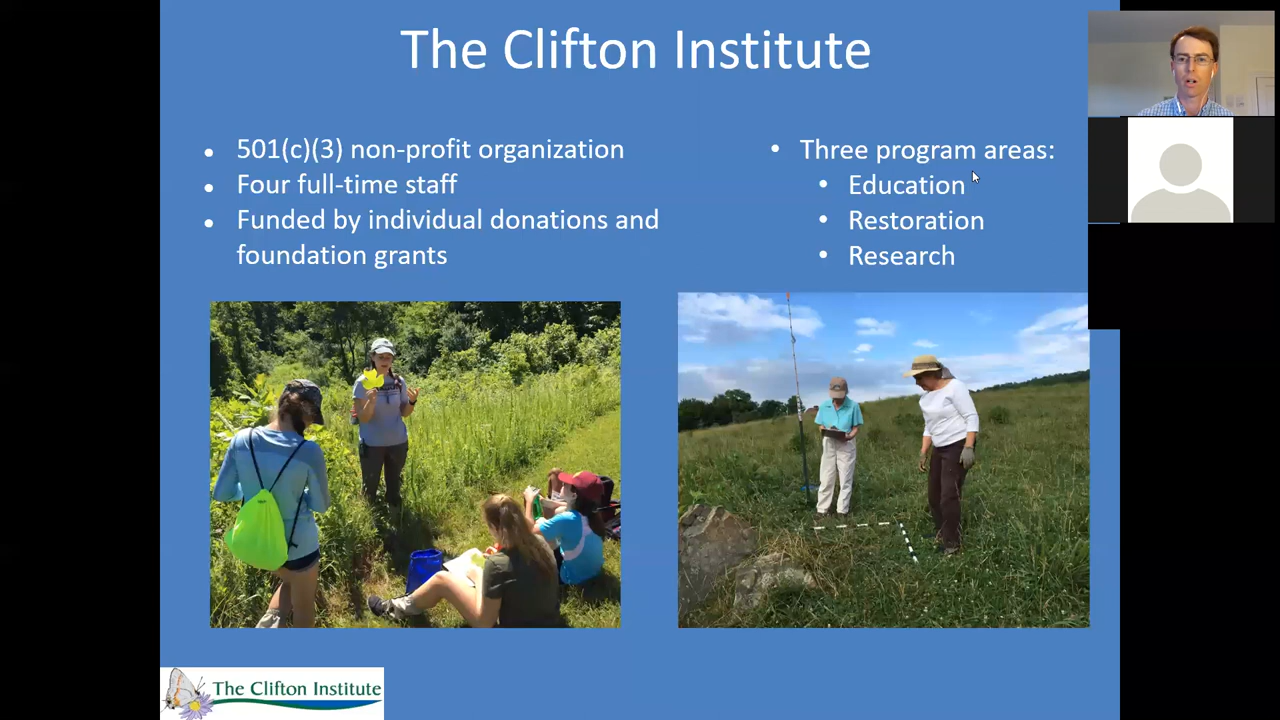 The Clifton Institute
• 501(c)(3) non-profit organization
• Four full-time staff
• Funded by individual donations and
foundation grants
• Three program areas:
• Education
• Restoration
• Research
The Clifton Institute